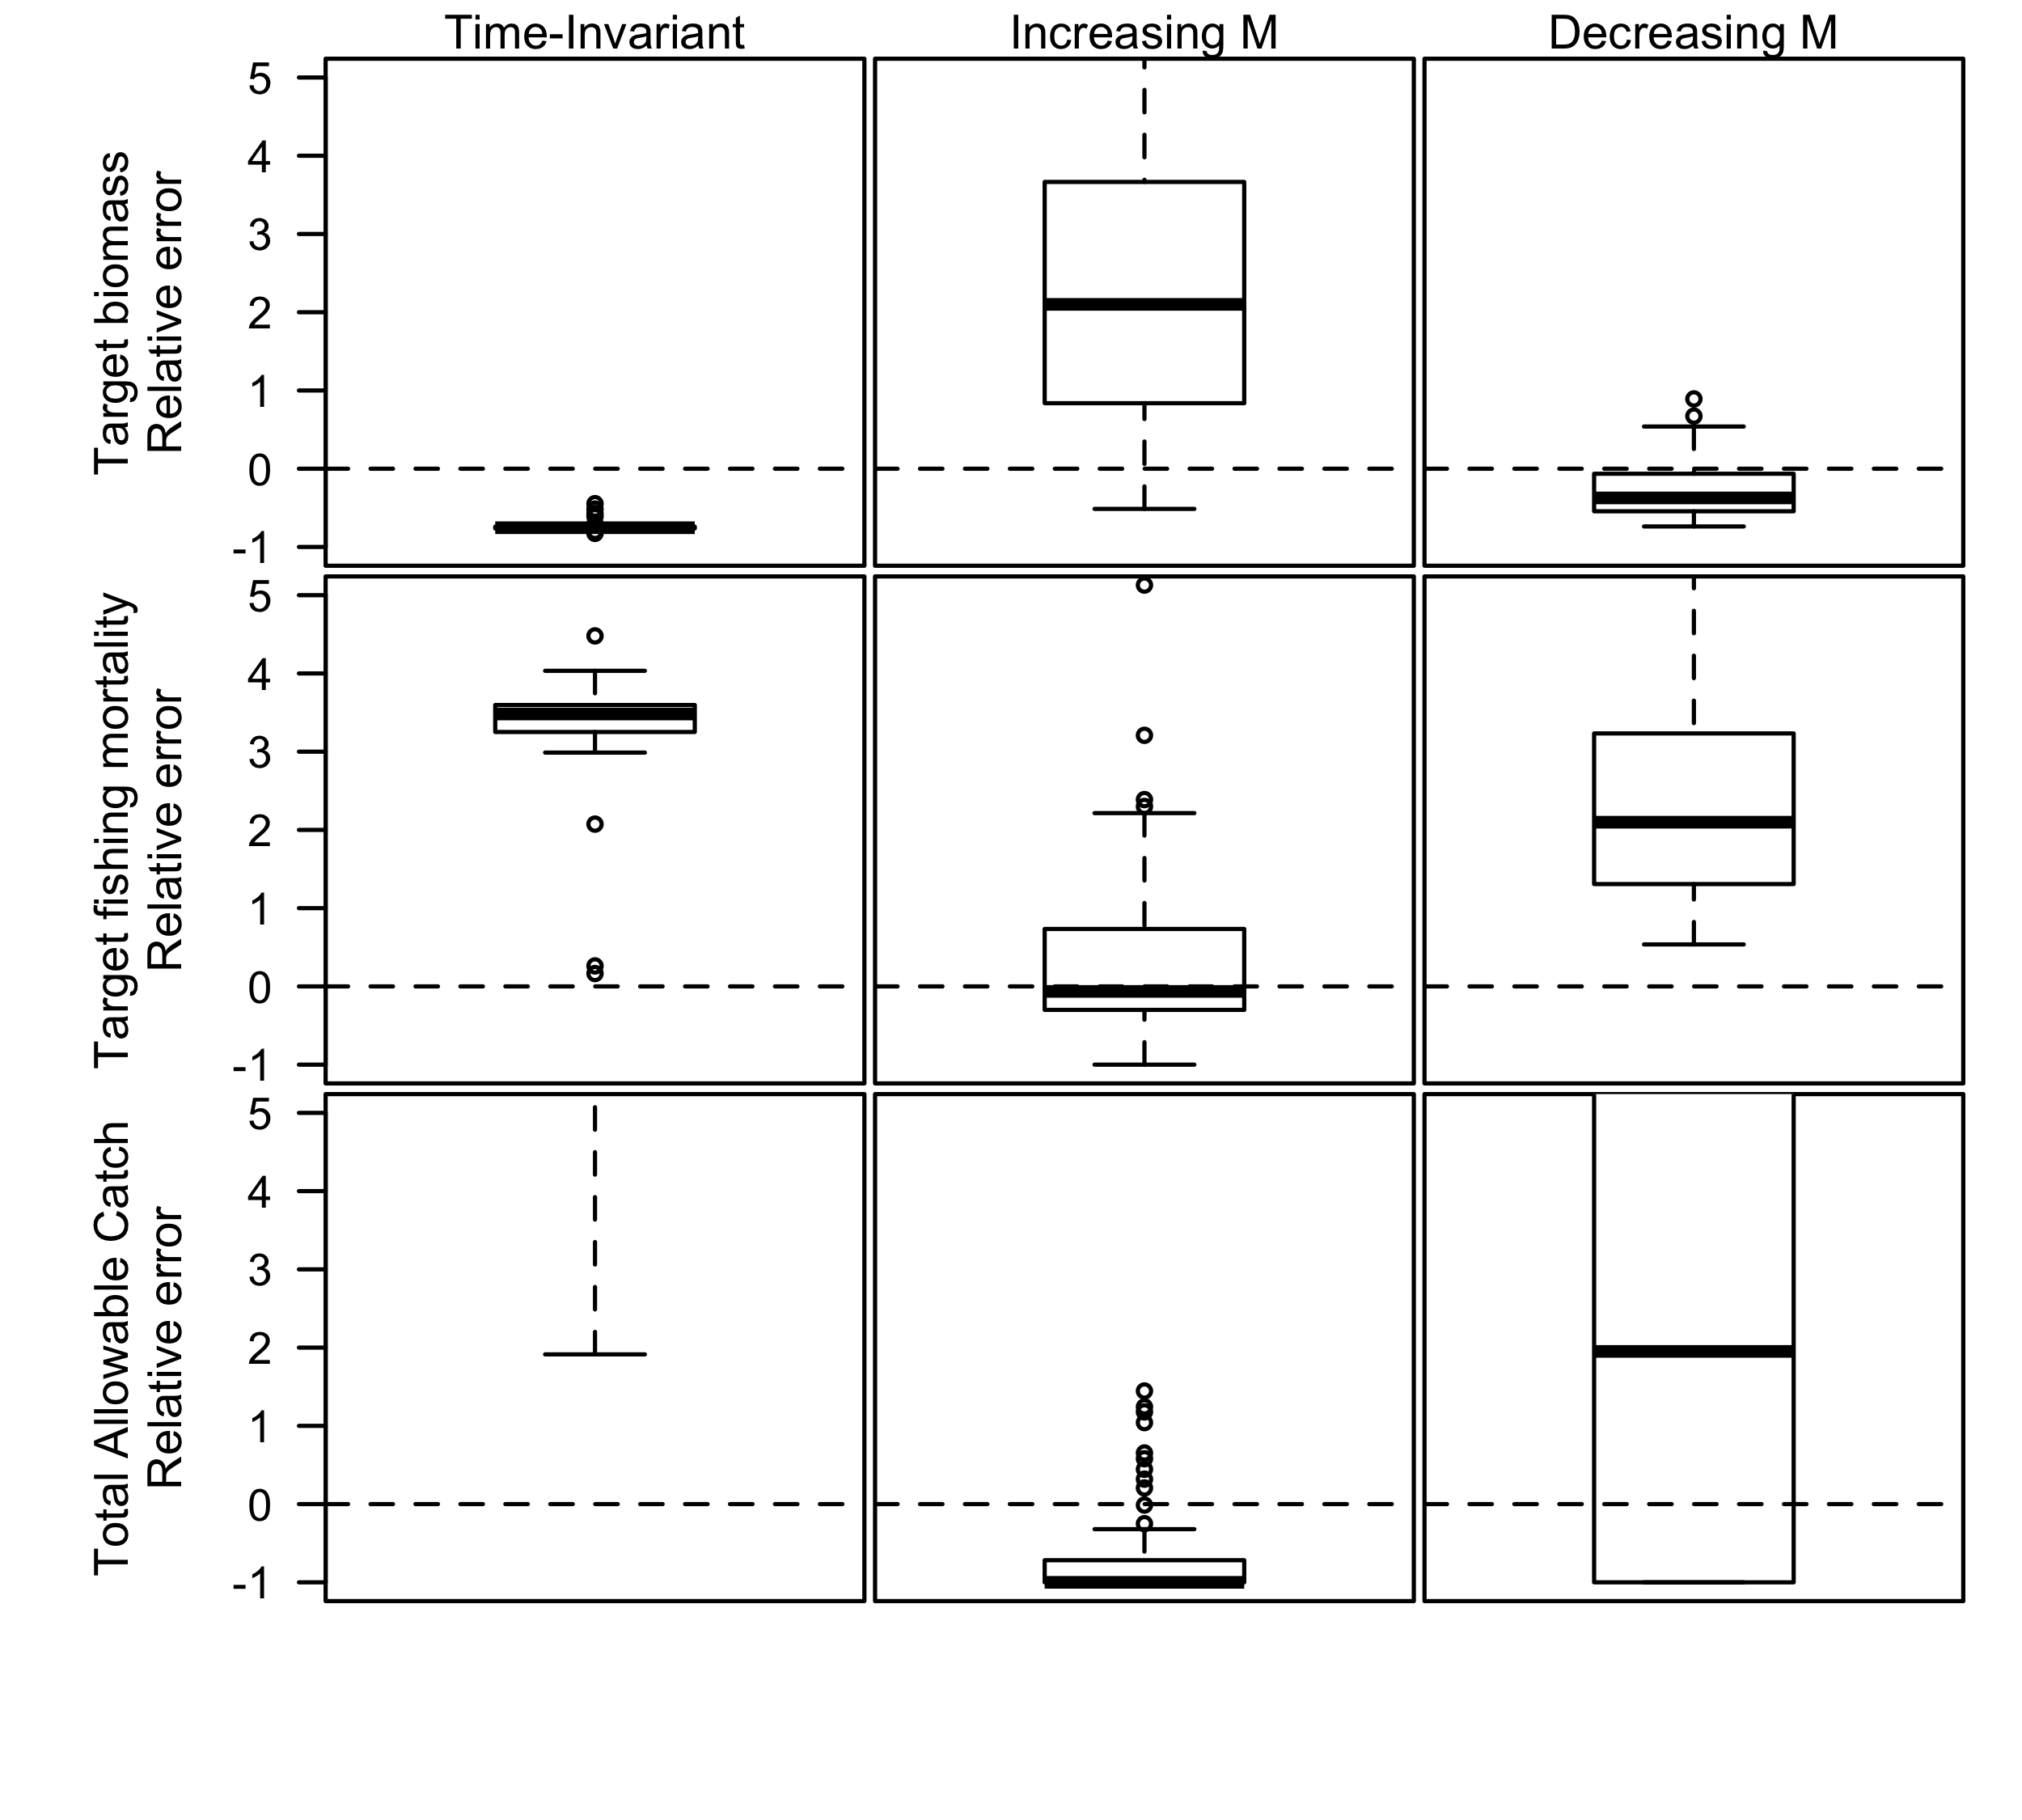 Time-Invariant
Increasing M
Decreasing M
Target biomass
Relative error
5
4
3
2
1
0
-1
Target fishing mortality
Relative error
5
4
3
2
1
0
-1
Total Allowable Catch
Relative error
5
4
3
2
1
0
-1